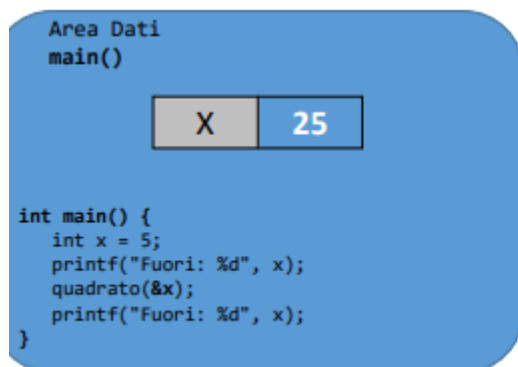 Area Dati
main()
X 25
int main() {
int x = 5;
printf("Fuori: %d", x);
quadrato(&x);
printf("Fuori: %d", x);
}